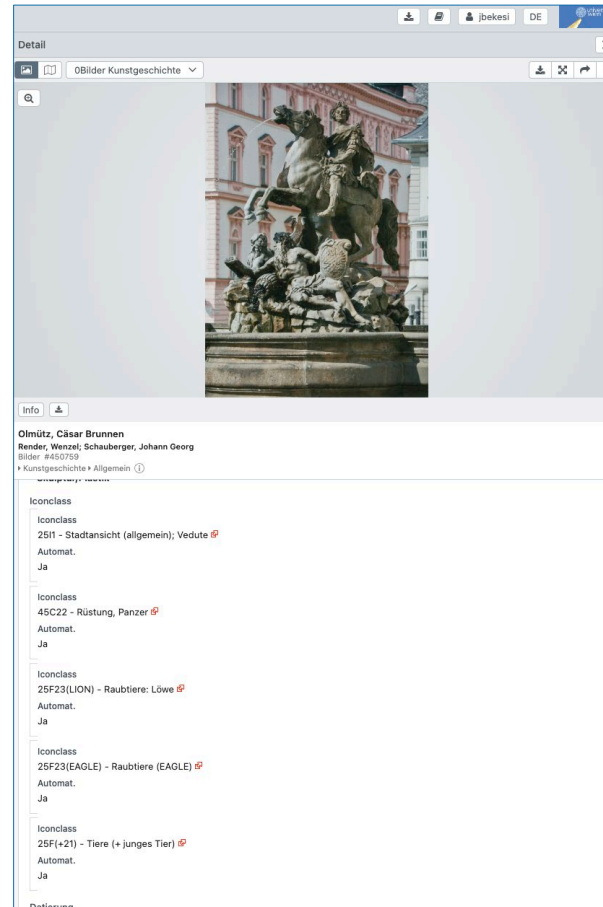 jbekesi DE
Detail
0Bilder Kunstgeschichte
Info
Olmütz, Cäsar Brunnen
Render, Wenzel; Schauberger, Johann Georg
Bilder #450759
Kunstgeschichte Allgemein
Iconclass
Iconclass
25I1 - Stadtansicht (allgemein); Vedute
Automat.
Ja
Iconclass
45C22 - Rüstung, Panzer
Automat.
Ja
Iconclass
25F23(LION) - Raubtiere: Löwe
Automat.
Ja
Iconclass
25F23(EAGLE) - Raubtiere (EAGLE)
Automat.
Ja
Iconclass
25F(+21) - Tiere (+ junges Tier)
Automat.
Ja
Datierung